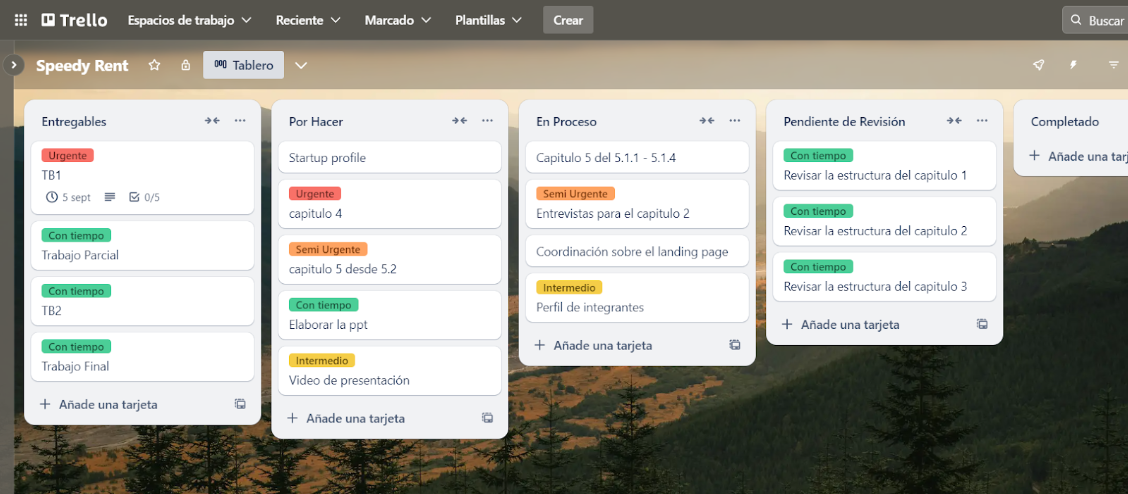 Trello Espacios de trabajo Reciente Marcado Plantillas Crear Buscar
Speedy Rent Tablero
Entregables
Urgente
TB1
5 sept 0/5
Con tiempo
Trabajo Parcial
Con tiempo
TB2
Con tiempo
Trabajo Final
+ Añade una tarjeta
Por Hacer
Startup profile
Urgente
capitulo 4
Semi Urgente
capitulo 5 desde 5.2
Con tiempo
Elaborar la ppt
Intermedio
Video de presentación
+ Añade una tarjeta
En Proceso
Capitulo 5 del 5.1.1 - 5.1.4
Semi Urgente
Entrevistas para el capitulo 2
Coordinación sobre el landing page
Intermedio
Perfil de integrantes
+ Añade una tarjeta
Pendiente de Revisión
Con tiempo
Revisar la estructura del capitulo 1
Con tiempo
Revisar la estructura del capitulo 2
Con tiempo
Revisar la estructura del capitulo 3
+ Añade una tarjeta
Completado
+ Añade una tarj